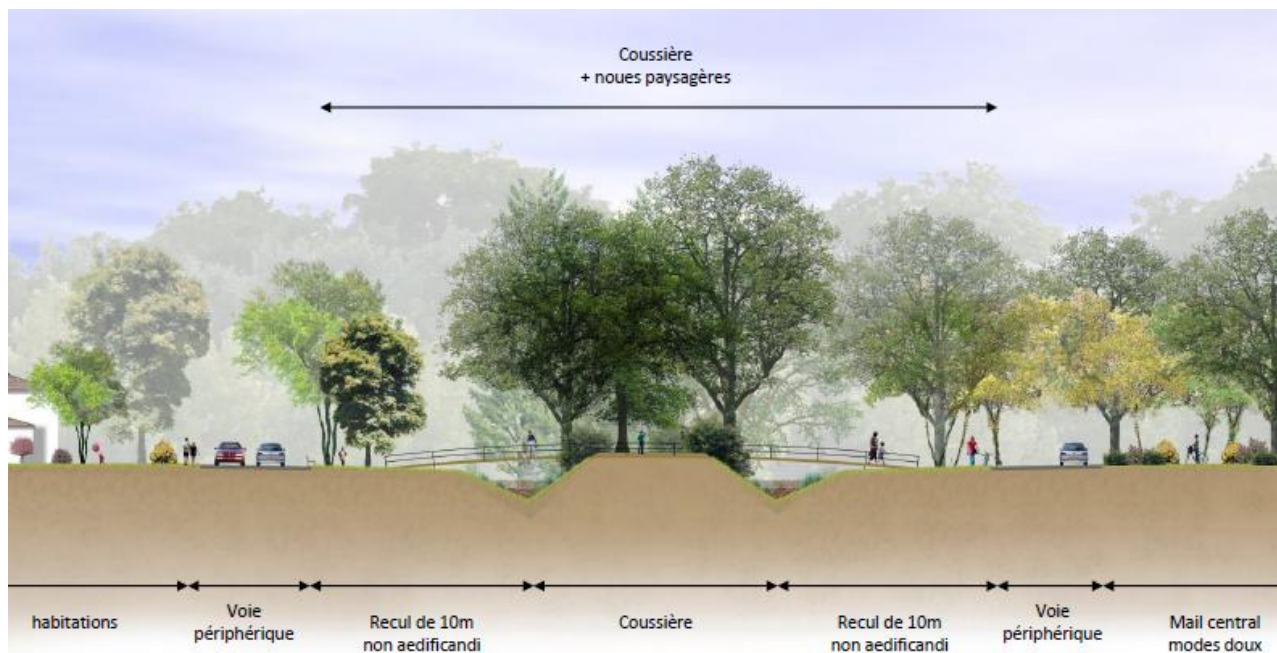 Coussière
+ noues paysagères
habitations
Voie
périphérique
Recul de 10m
non aedificandi
Coussière
Recul de 10m
non aedificandi
Voie
périphérique
Mail central
modes doux